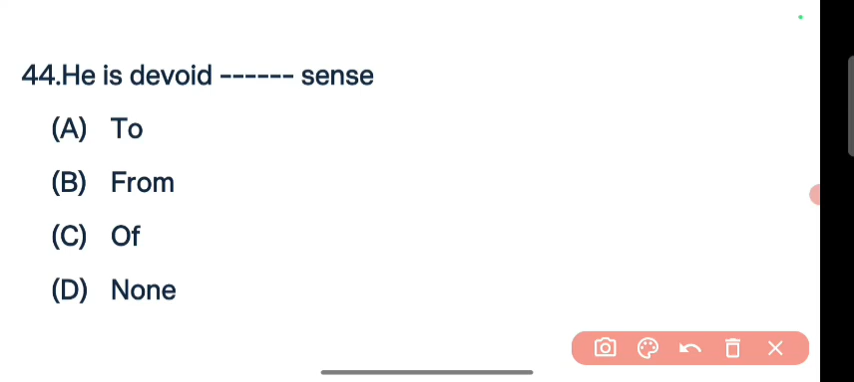 44.He is devoid ------ sense
(A) To
(B) From
(C) Of
(D) None